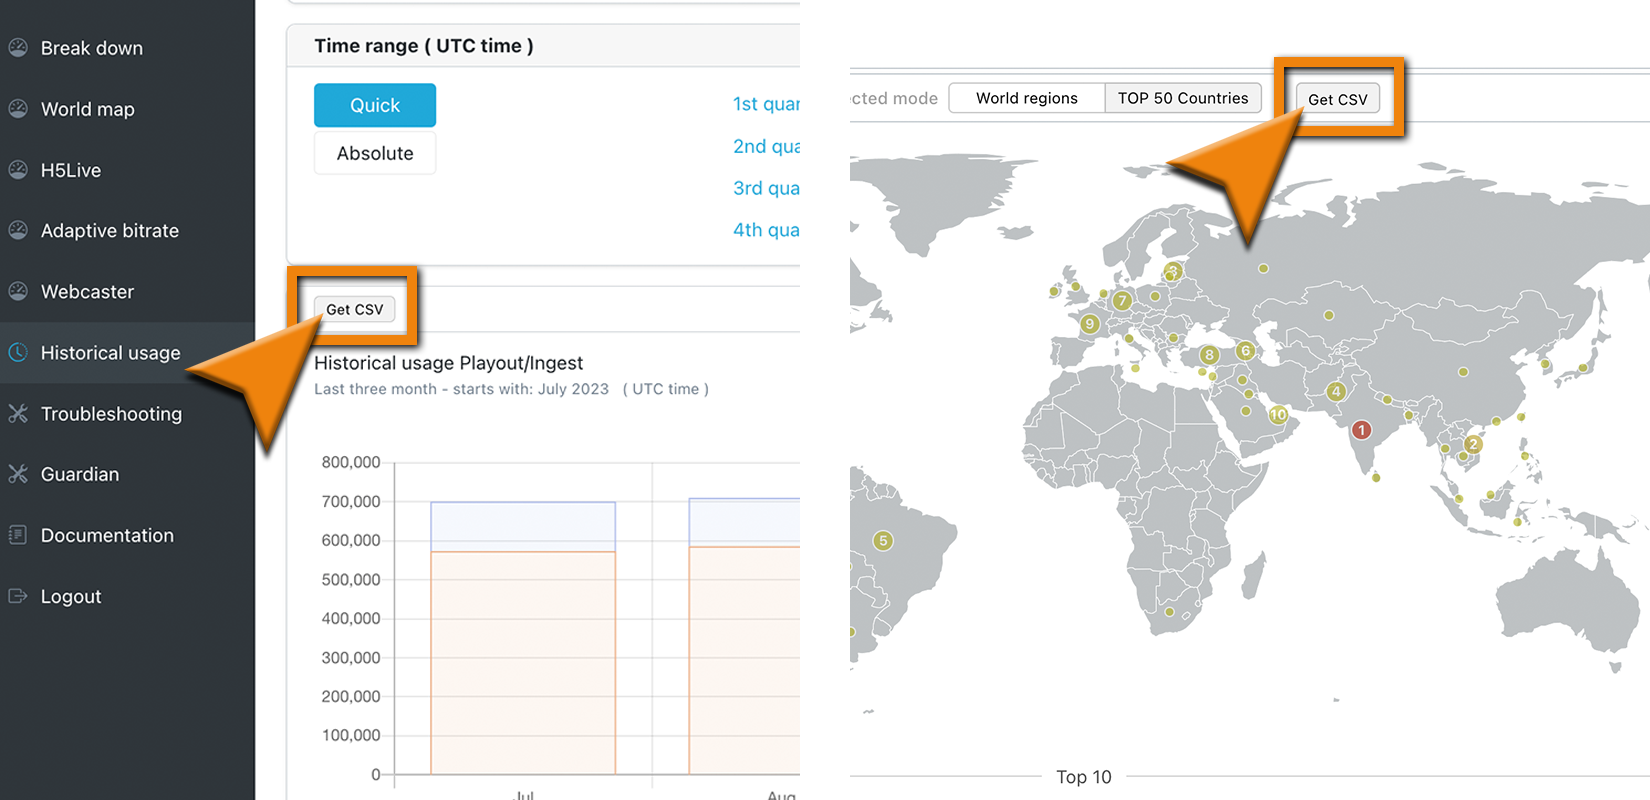 Break down
World map
H5Live
Adaptive bitrate
Webcaster
Historical usage
Troubleshooting
Guardian
Documentation
Logout
Time range ( UTC time )
Quick
Absolute
1st quar
2nd qua
3rd qua
4th qua
Get CSV
Historical usage Playout/Ingest
Last three month - starts with: July 2023 ( UTC time )
800,000
700,000
600,000
500,000
400,000
300,000
200,000
100,000
0
Jul
Aug
ected mode World regions TOP 50 Countries Get CSV
3
7
9
8
6
4
10
1
2
5
Top 10